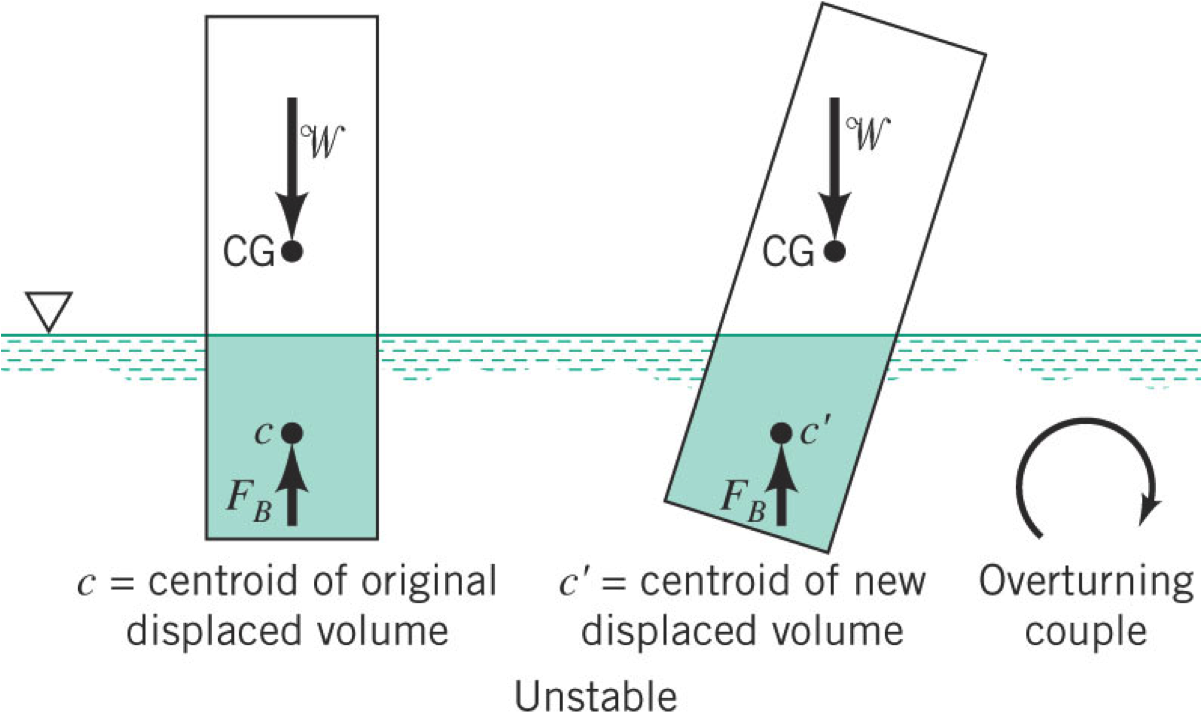 𝒲
𝒲
CG
CG
c
c′
F_B
F_B
c = centroid of original
displaced volume
c′ = centroid of new
displaced volume
Overturning
couple
Unstable